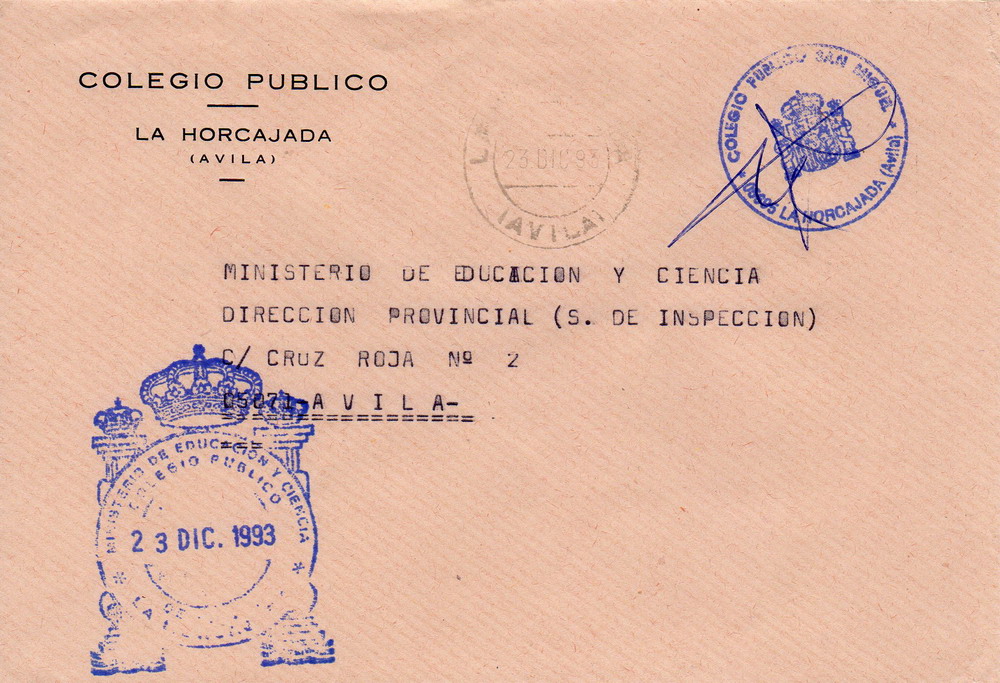 COLEGIO PUBLICO
LA HORCAJADA
(AVILA)
23 DIC 93
(AVILA)
COLEGIO PUBLICO SAN MIGUEL
LA HORCAJADA (Avila)
MINISTERIO DE EDUCACION Y CIENCIA
DIRECCION PROVINCIAL (S. DE INSPECCION)
C/ CRUZ ROJA Nº 2
05071-A V I L A-
MINISTERIO DE EDUCACION Y CIENCIA
COLEGIO PUBLICO
23 DIC. 1993